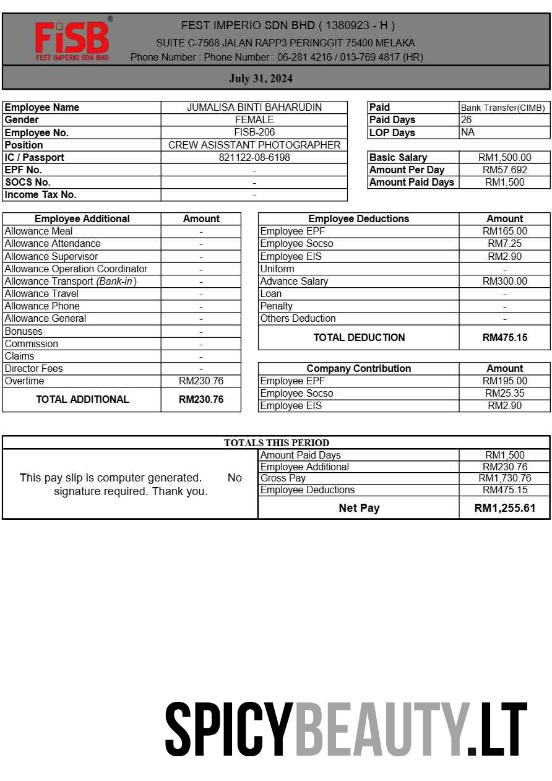 FiSB®
FEST IMPERIO SDN BHD
FEST IMPERIO SDN BHD ( 1380923 - H )
SUITE C-7568 JALAN RAPP3 PERINGGIT 75400 MELAKA
Phone Number : Phone Number : 06-281 4216 / 013-769 4817 (HR)
July 31, 2024
Employee Name JUMALISA BINTI BAHARUDIN
Gender FEMALE
Employee No. FISB-206
Position CREW ASISSTANT PHOTOGRAPHER
IC / Passport 821122-08-6198
EPF No. -
SOCS No. -
Income Tax No. -
Paid Bank Transfer(CIMB)
Paid Days 26
LOP Days NA
Basic Salary RM1,500.00
Amount Per Day RM57.692
Amount Paid Days RM1,500
Employee Additional Amount
Allowance Meal -
Allowance Attendance -
Allowance Supervisor -
Allowance Operation Coordinator -
Allowance Transport (Bank-in) -
Allowance Travel -
Allowance Phone -
Allowance General -
Bonuses -
Commission -
Claims -
Director Fees -
Overtime RM230.76
TOTAL ADDITIONAL RM230.76
Employee Deductions Amount
Employee EPF RM165.00
Employee Socso RM7.25
Employee EIS RM2.90
Uniform -
Advance Salary RM300.00
Loan -
Penalty -
Others Deduction -
TOTAL DEDUCTION RM475.15
Company Contribution Amount
Employee EPF RM195.00
Employee Socso RM25.35
Employee EIS RM2.90
TOTALS THIS PERIOD
This pay slip is computer generated. No
signature required. Thank you.
Amount Paid Days RM1,500
Employee Additional RM230.76
Gross Pay RM1,730.76
Employee Deductions RM475.15
Net Pay RM1,255.61
SPICYBEAUTY.LT